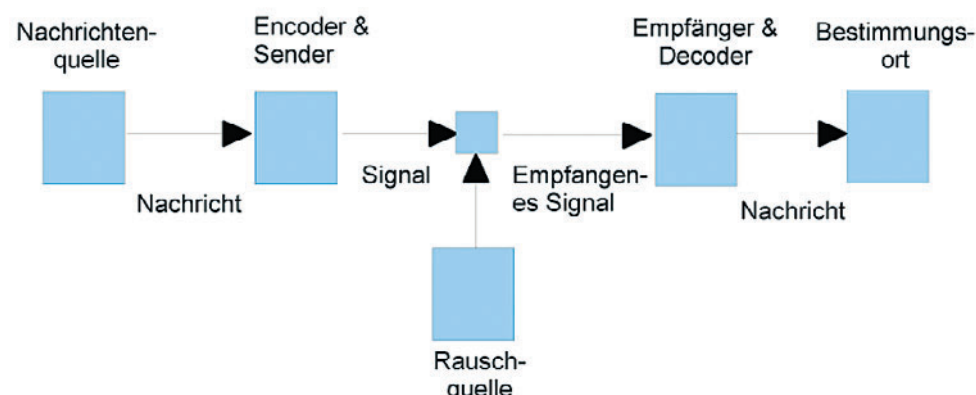 Nachrichten-
quelle
Encoder &
Sender
Empfänger &
Decoder
Bestimmungs-
ort
Nachricht
Signal
Empfangen-
es Signal
Nachricht
Rausch-
quelle